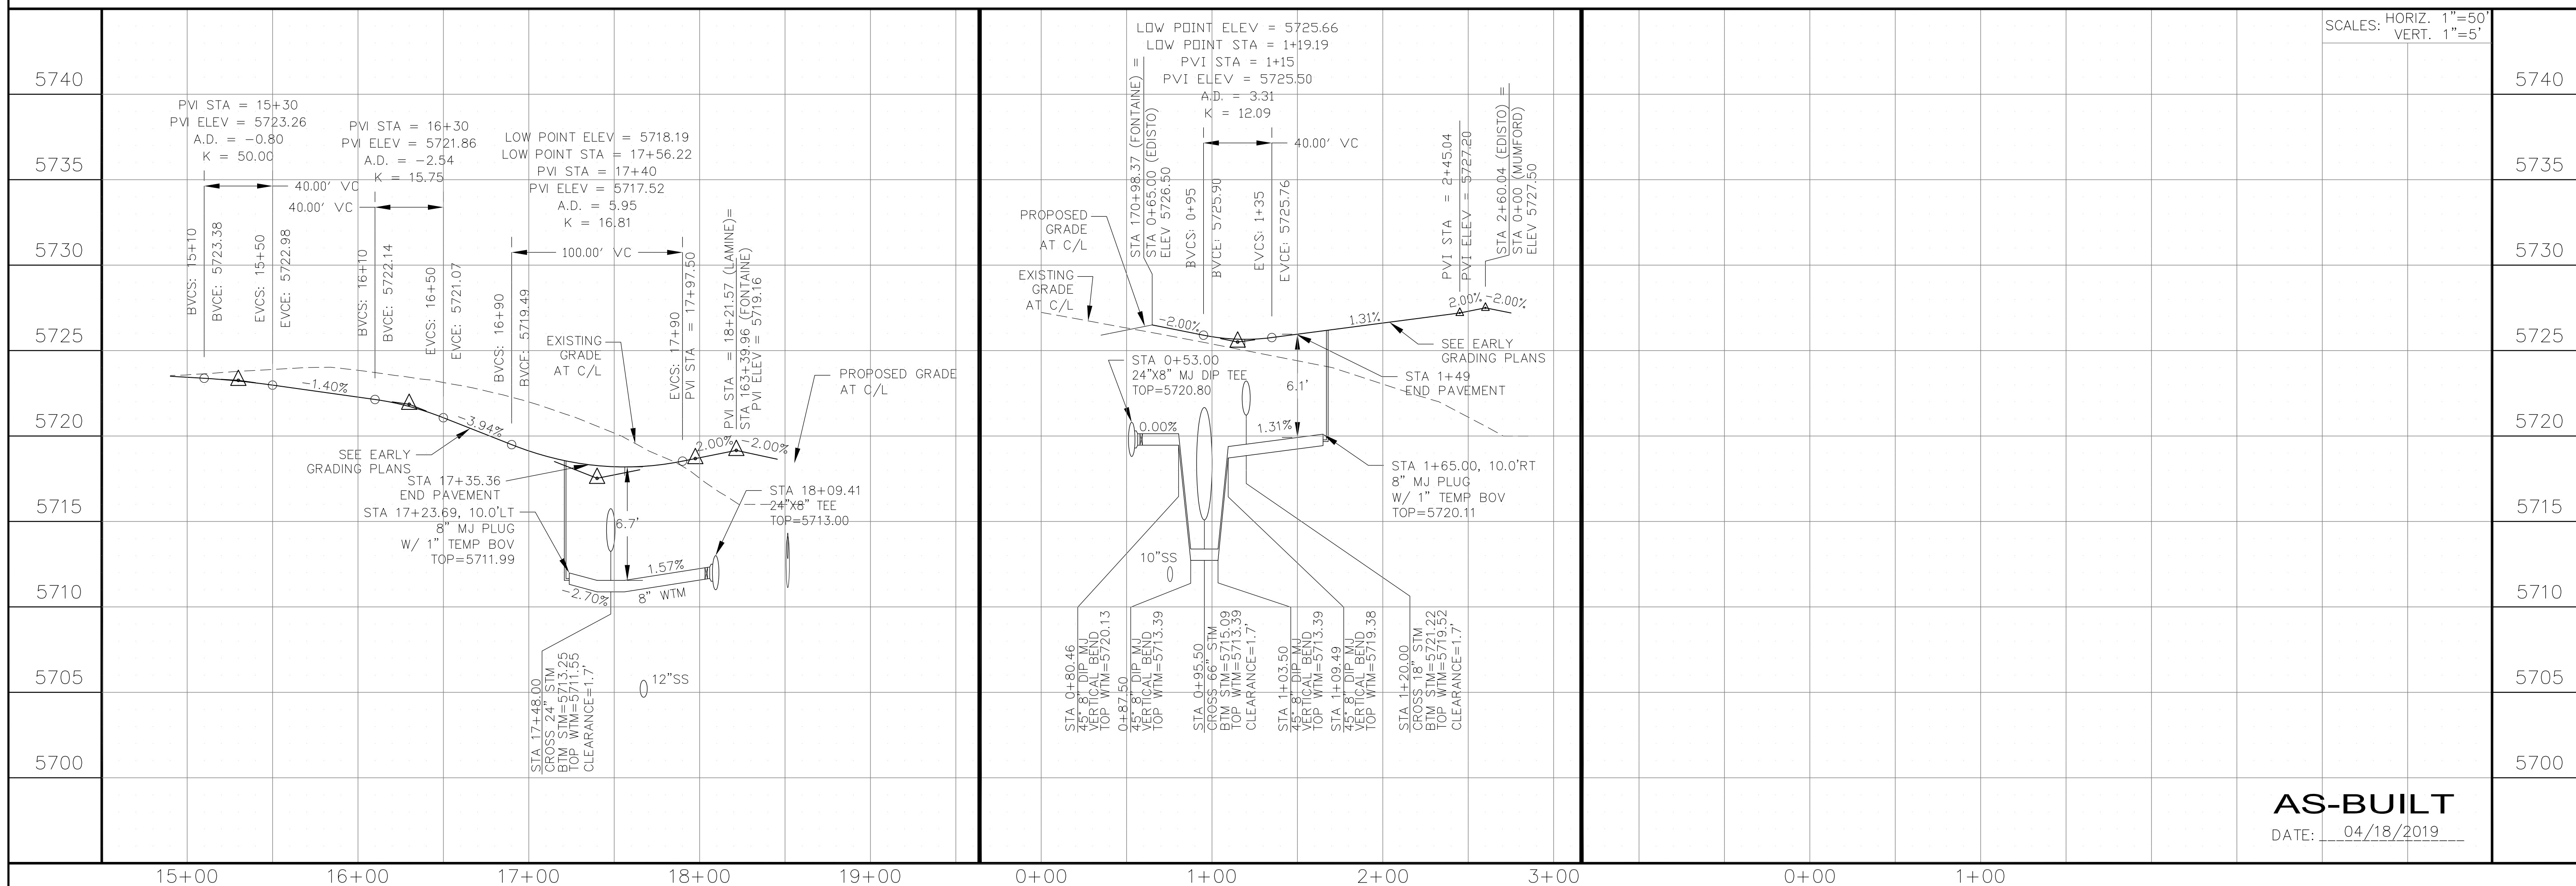 SCALES: HORIZ. 1"=50'
VERT. 1"=5'
5740
5735
5730
5725
5720
5715
5710
5705
5700
PVI STA = 15+30
PVI ELEV = 5723.26
A.D. = -0.80
K = 50.00
40.00' VC
BVCS: 15+10
BVCE: 5723.38
EVCS: 15+50
EVCE: 5722.98
PVI STA = 16+30
PVI ELEV = 5721.86
A.D. = -2.54
K = 15.75
40.00' VC
BVCS: 16+10
BVCE: 5722.14
EVCS: 16+50
EVCE: 5721.07
LOW POINT ELEV = 5718.19
LOW POINT STA = 17+56.22
PVI STA = 17+40
PVI ELEV = 5717.52
A.D. = 5.95
K = 16.81
100.00' VC
BVCS: 16+90
BVCE: 5719.49
EVCS: 17+90
PVI STA = 17+97.50
PVI STA = 18+21.57 (LAMINE)=
STA 163+39.96 (FONTAINE)
PVI ELEV = 5719.16
EXISTING
GRADE
AT C/L
PROPOSED GRADE
AT C/L
-1.40%
-3.94%
2.00%
-2.00%
SEE EARLY
GRADING PLANS
STA 17+35.36
END PAVEMENT
STA 17+23.69, 10.0'LT
8" MJ PLUG
W/ 1" TEMP BOV
TOP=5711.99
6.7'
STA 18+09.41
24"X8" TEE
TOP=5713.00
1.57%
-2.70%
8" WTM
12"SS
STA 17+48.00
CROSS 24" STM
BTM STM=5713.25
TOP WTM=5711.55
CLEARANCE=1.7'
LOW POINT ELEV = 5725.66
LOW POINT STA = 1+19.19
PVI STA = 1+15
PVI ELEV = 5725.50
A.D. = 3.31
K = 12.09
40.00' VC
STA 170+98.37 (FONTAINE) =
STA 0+65.00 (EDISTO)
ELEV 5726.50
BVCS: 0+95
BVCE: 5725.90
EVCS: 1+35
EVCE: 5725.76
PVI STA = 2+45.04
PVI ELEV = 5727.20
STA 2+60.04 (EDISTO) =
STA 0+00 (MUMFORD)
ELEV 5727.50
PROPOSED
GRADE
AT C/L
EXISTING
GRADE
AT C/L
-2.00%
1.31%
2.00%
-2.00%
SEE EARLY
GRADING PLANS
STA 1+49
END PAVEMENT
STA 0+53.00
24"X8" MJ DIP TEE
TOP=5720.80
6.1'
0.00%
1.31%
STA 1+65.00, 10.0'RT
8" MJ PLUG
W/ 1" TEMP BOV
TOP=5720.11
10"SS
STA 0+80.46
45° 8" DIP MJ
VERTICAL BEND
TOP WTM=5720.13
0+87.50
45° 8" DIP MJ
VERTICAL BEND
TOP WTM=5713.39
STA 0+95.50
CROSS 66" STM
BTM STM=5715.09
TOP WTM=5713.39
CLEARANCE=1.7'
STA 1+03.50
45° 8" DIP MJ
VERTICAL BEND
TOP WTM=5713.39
STA 1+09.49
45° 8" DIP MJ
VERTICAL BEND
TOP WTM=5719.38
STA 1+20.00
CROSS 18" STM
BTM STM=5721.22
TOP WTM=5719.52
CLEARANCE=1.7'
5740
5735
5730
5725
5720
5715
5710
5705
5700
AS-BUILT
DATE: 04/18/2019
15+00
16+00
17+00
18+00
19+00
0+00
1+00
2+00
3+00
0+00
1+00